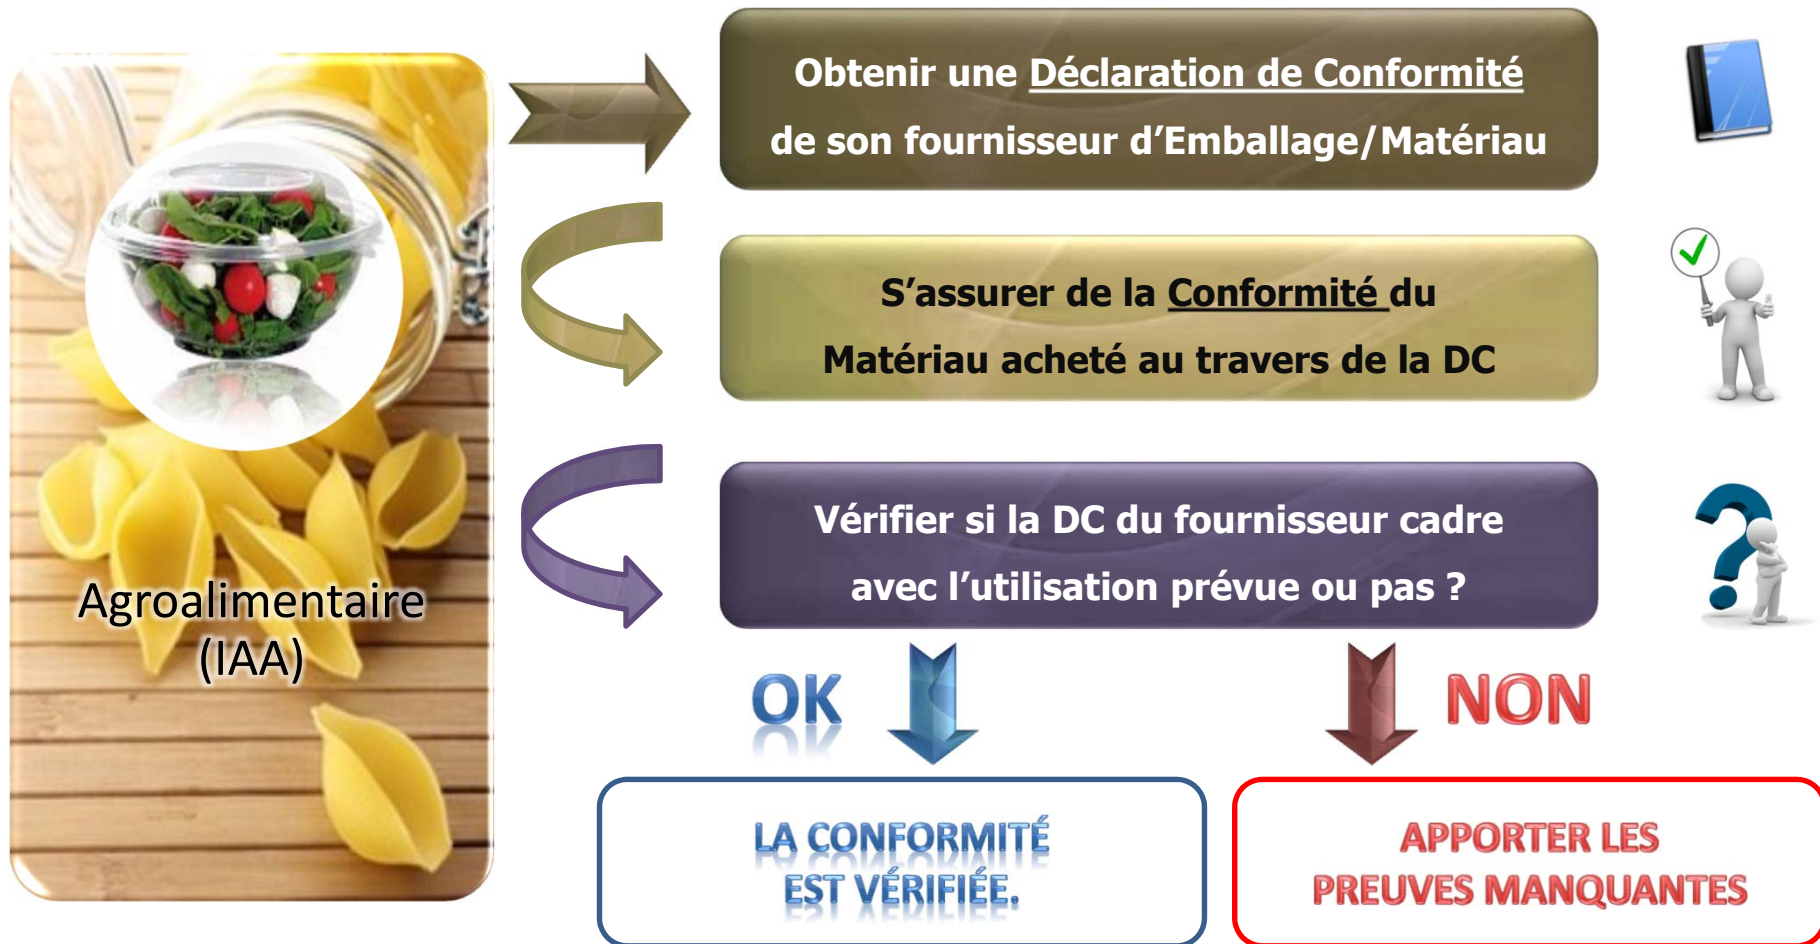 Obtenir une Déclaration de Conformité
de son fournisseur d’Emballage/Matériau
S’assurer de la Conformité du
Matériau acheté au travers de la DC
Vérifier si la DC du fournisseur cadre
avec l’utilisation prévue ou pas ?
Agroalimentaire
(IAA)
OK
NON
LA CONFORMITÉ
EST VÉRIFIÉE.
APPORTER LES
PREUVES MANQUANTES